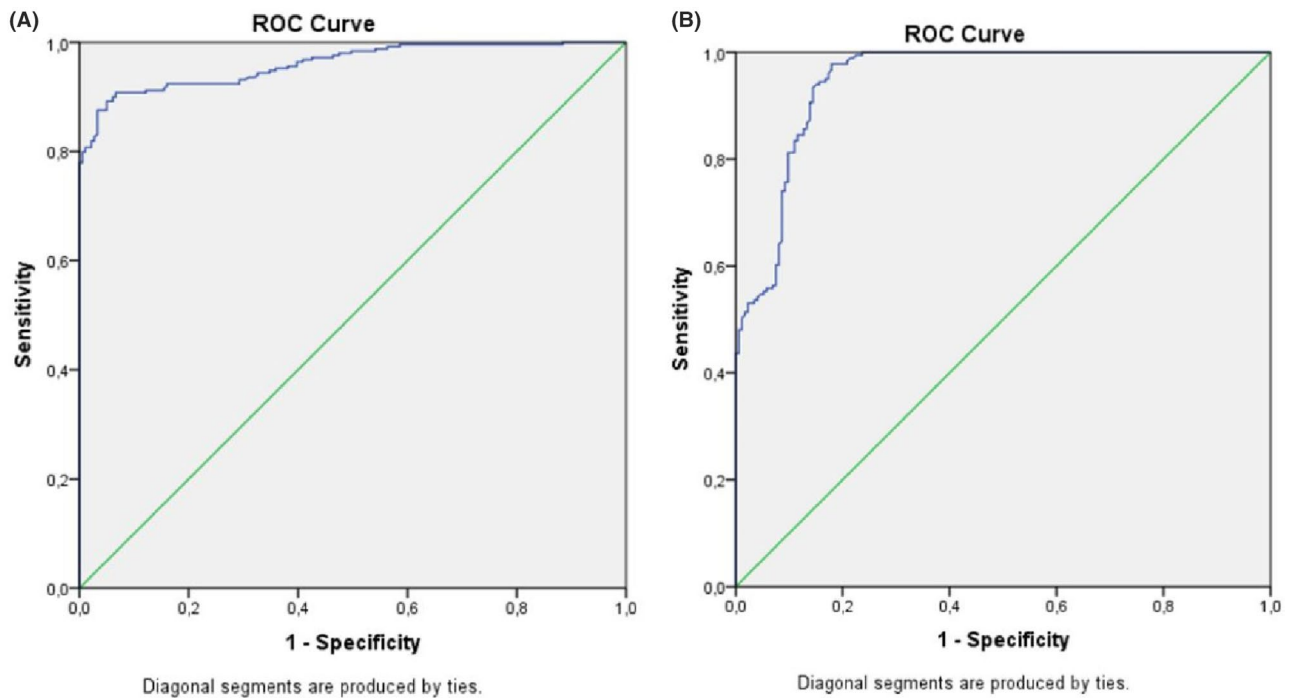 (A)
ROC Curve
1,0
0,8
0,6
0,4
0,2
0,0
Sensitivity
0,0 0,2 0,4 0,6 0,8 1,0
1 - Specificity
Diagonal segments are produced by ties.
(B)
ROC Curve
1,0
0,8
0,6
0,4
0,2
0,0
Sensitivity
0,0 0,2 0,4 0,6 0,8 1,0
1 - Specificity
Diagonal segments are produced by ties.